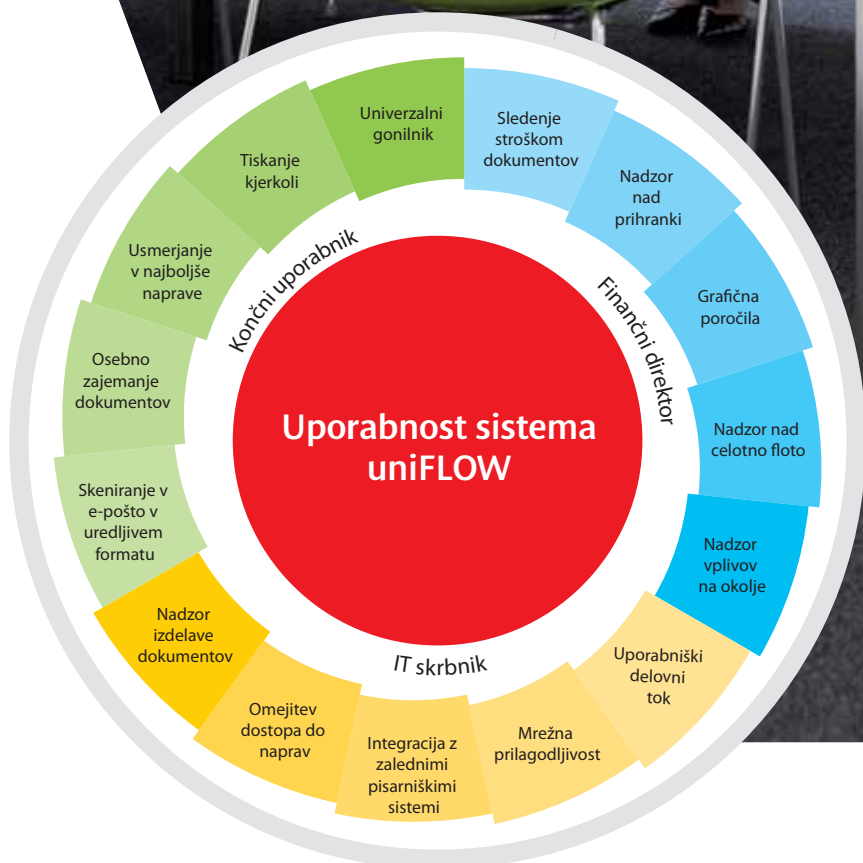 Univerzalni
gonilnik
Sledenje
stroškom
dokumentov
Nadzor
nad
prihranki
Grafična
poročila
Nadzor nad
celotno floto
Nadzor
vplivov
na okolje
Uporabniški
delovni
tok
Mrežna
prilagodljivost
Integracija z
zalednimi
pisarniškimi
sistemi
Omejitev
dostopa do
naprav
Nadzor
izdelave
dokumentov
Skeniranje v
e-pošto v
uredljivem
formatu
Osebno
zajemanje
dokumentov
Usmerjanje
v najboljše
naprave
Tiskanje
kjerkoli
Končni uporabnik
Finančni direktor
IT skrbnik
Uporabnost sistema
uniFLOW